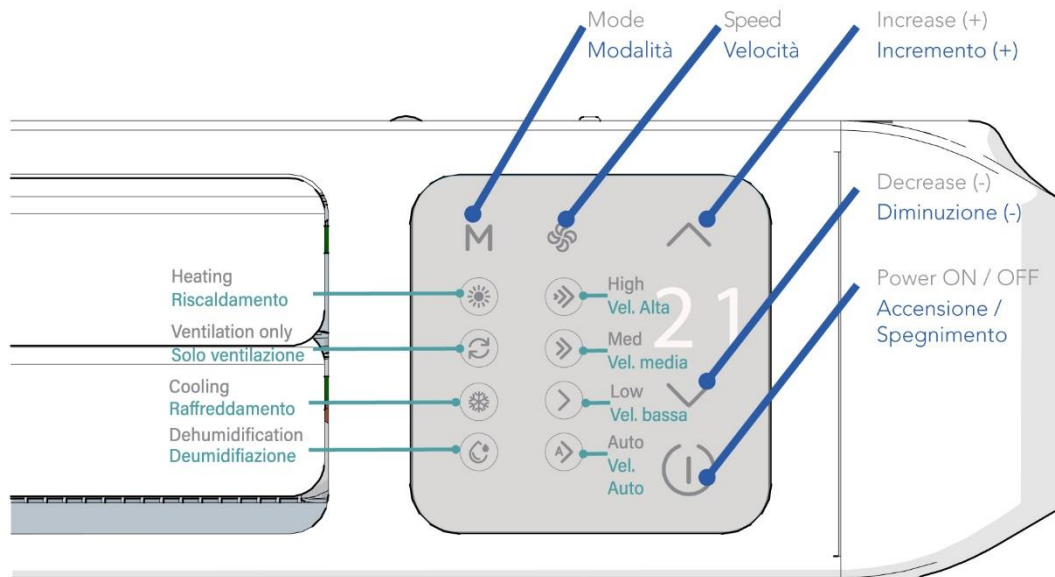 Mode
Modalità
Speed
Velocità
Increase (+)
Incremento (+)
Decrease (-)
Diminuzione (-)
Power ON / OFF
Accensione /
Spegnimento
M
21
Heating
Riscaldamento
Ventilation only
Solo ventilazione
Cooling
Raffreddamento
Dehumidification
Deumidifiazione
High
Vel. Alta
Med
Vel. media
Low
Vel. bassa
A
Auto
Vel.
Auto